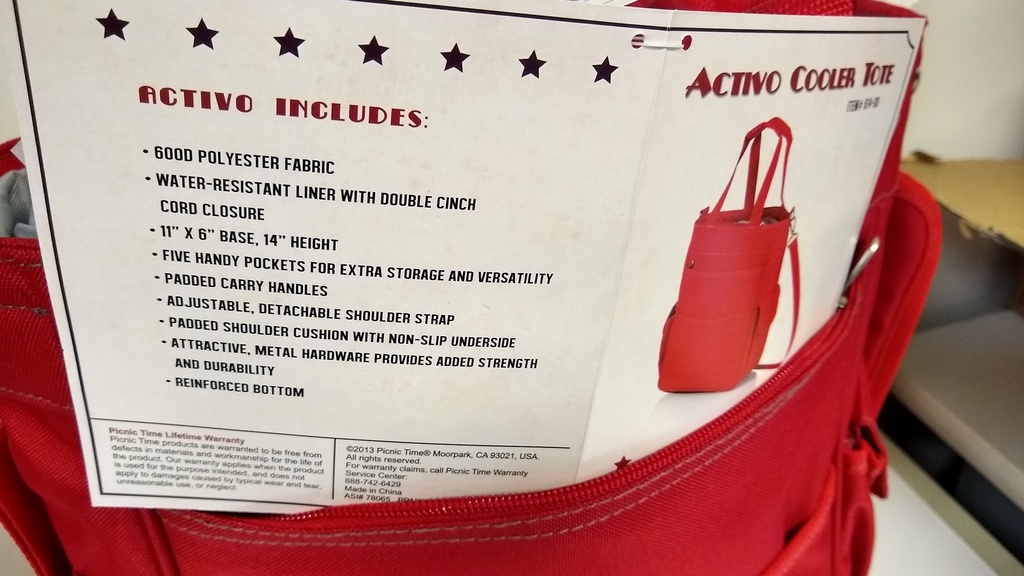 ACTIVO INCLUDES:
• 600D POLYESTER FABRIC
• WATER-RESISTANT LINER WITH DOUBLE CINCH
CORD CLOSURE
• 11" X 6" BASE, 14" HEIGHT
• FIVE HANDY POCKETS FOR EXTRA STORAGE AND VERSATILITY
• PADDED CARRY HANDLES
• ADJUSTABLE, DETACHABLE SHOULDER STRAP
• PADDED SHOULDER CUSHION WITH NON-SLIP UNDERSIDE
• ATTRACTIVE, METAL HARDWARE PROVIDES ADDED STRENGTH
AND DURABILITY
• REINFORCED BOTTOM
Picnic Time Lifetime Warranty
Picnic Time products are warranted to be free from
defects in materials and workmanship for the life of
the product. Our warranty applies when the product
is used for the purpose intended, and does not
apply to damages caused by typical wear and tear,
unreasonable use, or neglect.
©2013 Picnic Time® Moorpark, CA 93021, USA.
All rights reserved.
For warranty claims, call Picnic Time Warranty
Service Center:
888-742-6429
Made in China
ASI# 78065
ACTIVO COOLER TOTE
ITEM#